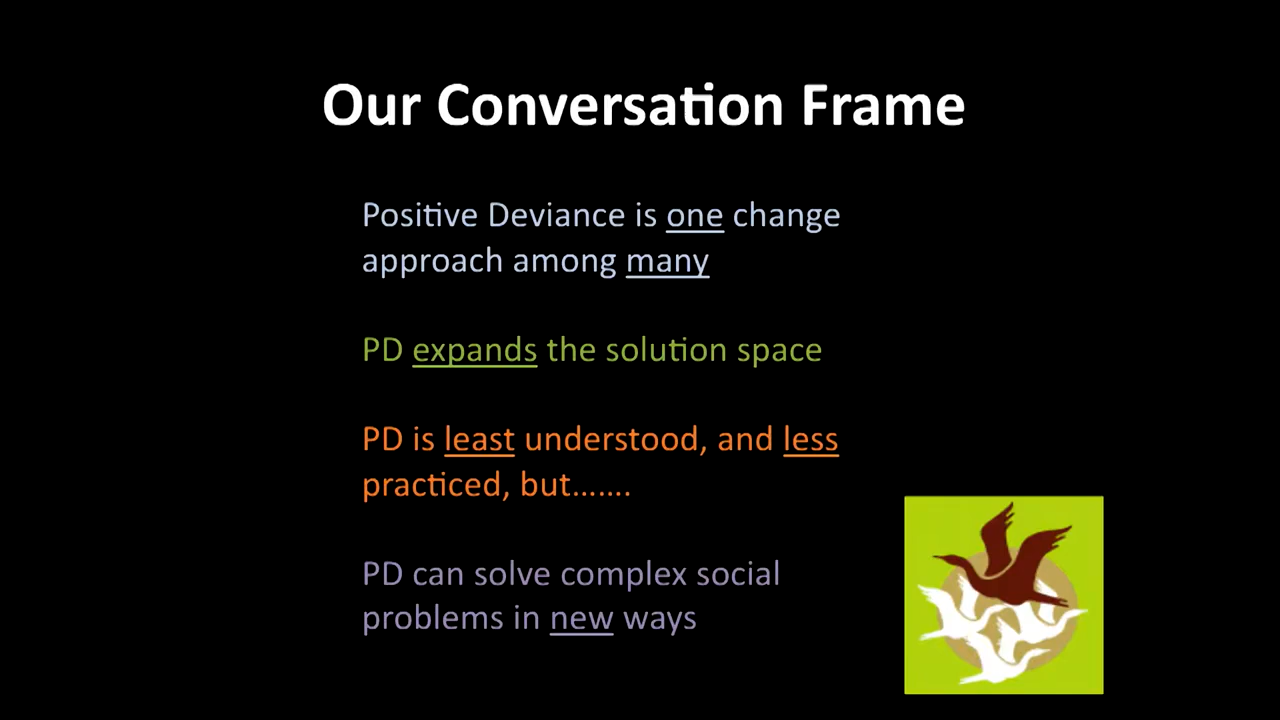 Our Conversation Frame
Positive Deviance is one change
approach among many
PD expands the solution space
PD is least understood, and less
practiced, but.......
PD can solve complex social
problems in new ways